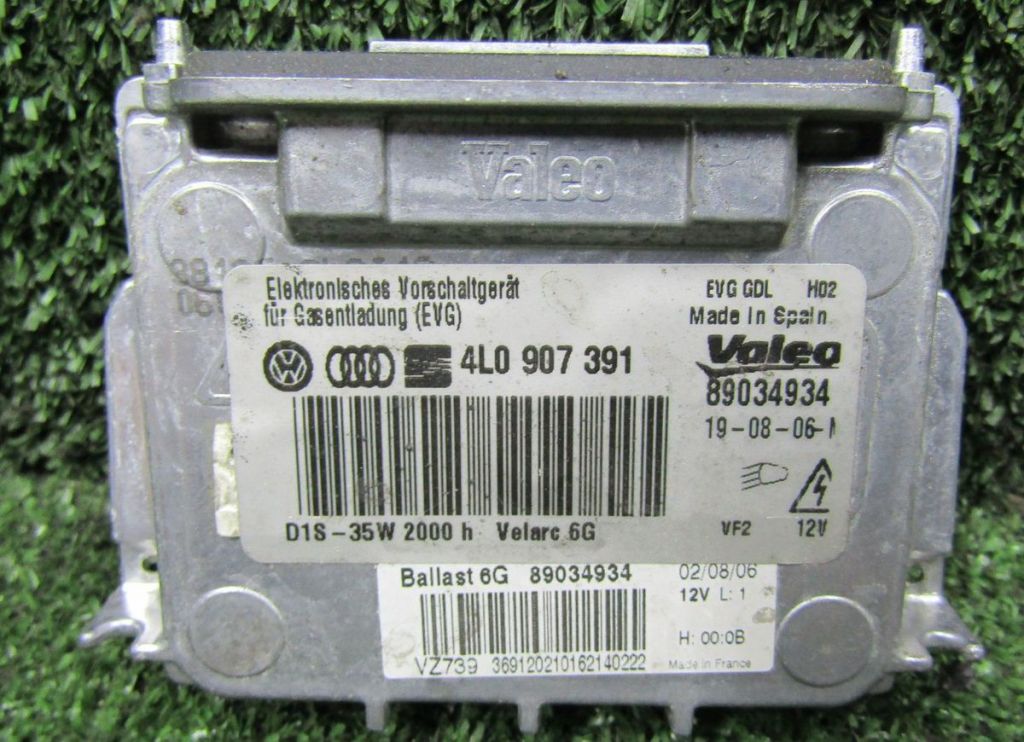 Valeo
Elektronisches Vorschaltgerät
für Gasentladung (EVG)
EVG GDL H02
Made In Spain
4L0 907 391
Valeo
89034934
19-08-06-
D1S-35W 2000 h Velarc 6G
VF2 12V
Ballast 6G 89034934
02/08/06
12V L: 1
H: 00:0B
VZ739 369120210162140222
Made in France